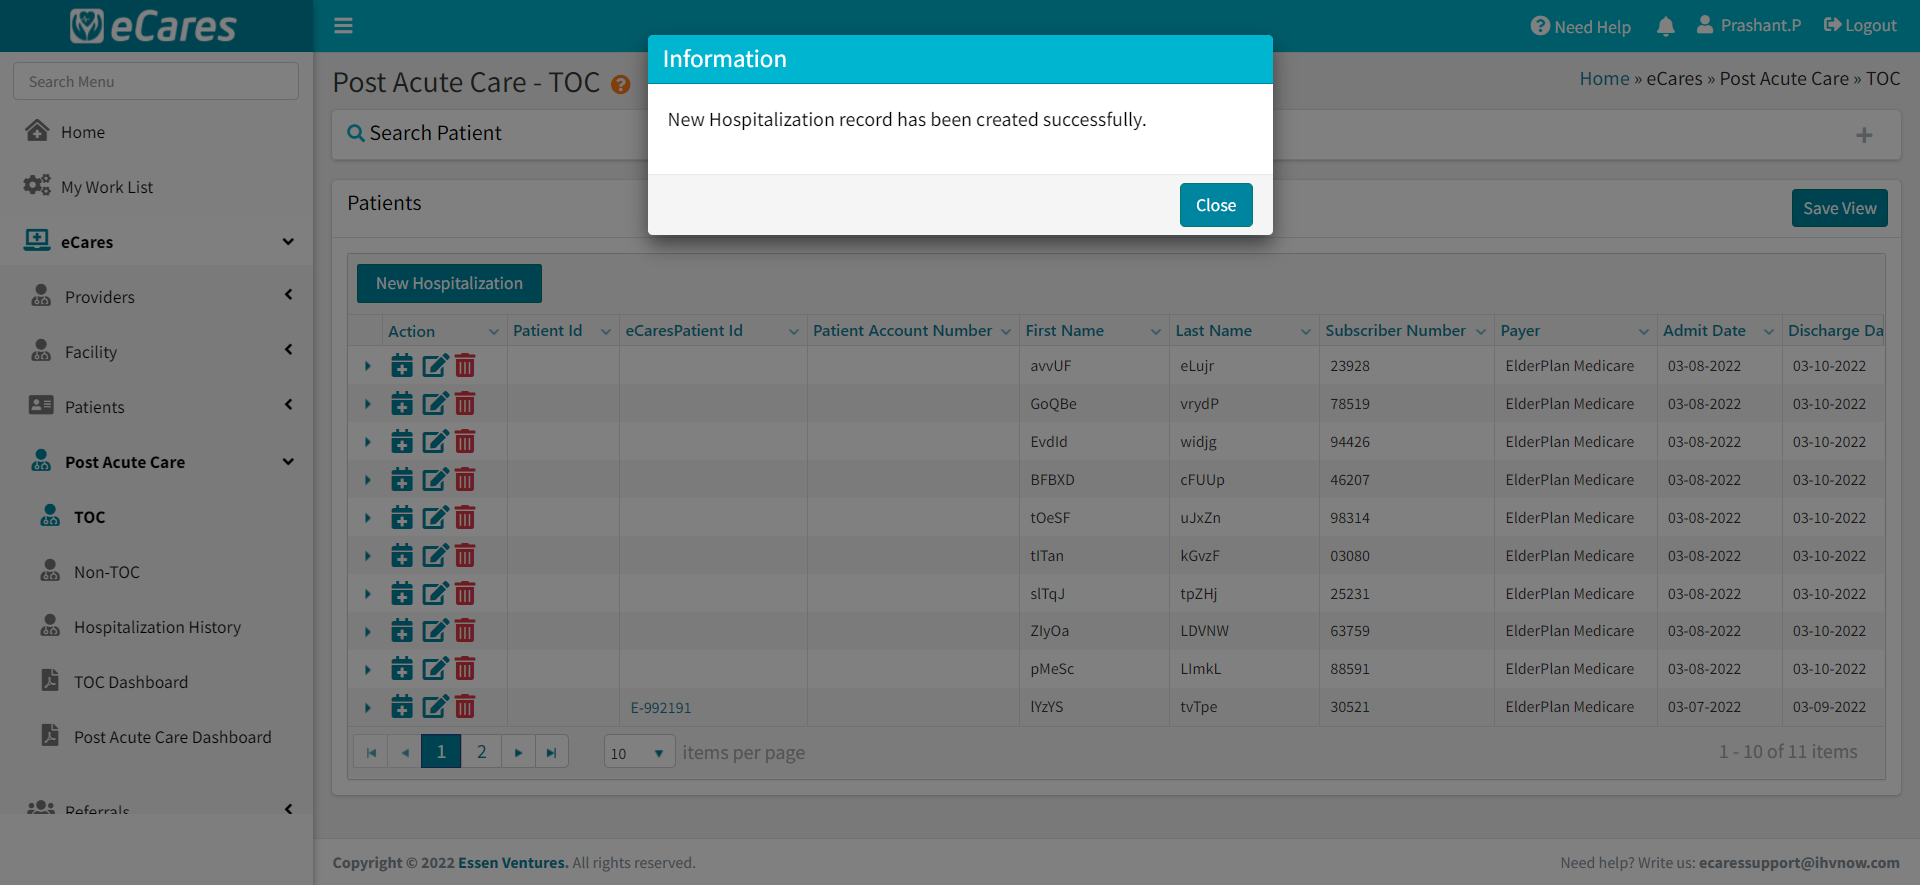 eCares
Need Help
Prashant.P
Logout
Search Menu
Home
My Work List
eCares
Providers
Facility
Patients
Post Acute Care
TOC
Non-TOC
Hospitalization History
TOC Dashboard
Post Acute Care Dashboard
Referrals
Post Acute Care - TOC
Home » eCares » Post Acute Care » TOC
Information
New Hospitalization record has been created successfully.
Close
Search Patient
Patients
Save View
New Hospitalization
Action Patient Id eCaresPatient Id Patient Account Number First Name Last Name Subscriber Number Payer Admit Date Discharge Da
avvUF eLujr 23928 ElderPlan Medicare 03-08-2022 03-10-2022
GoQBe vrydP 78519 ElderPlan Medicare 03-08-2022 03-10-2022
EvdId widjg 94426 ElderPlan Medicare 03-08-2022 03-10-2022
BFBXD cFUUp 46207 ElderPlan Medicare 03-08-2022 03-10-2022
tOeSF uJxZn 98314 ElderPlan Medicare 03-08-2022 03-10-2022
tITan kGvzF 03080 ElderPlan Medicare 03-08-2022 03-10-2022
slTqJ tpZHj 25231 ElderPlan Medicare 03-08-2022 03-10-2022
ZIyOa LDVNW 63759 ElderPlan Medicare 03-08-2022 03-10-2022
pMeSc LImkL 88591 ElderPlan Medicare 03-08-2022 03-10-2022
E-992191 lYzYS tvTpe 30521 ElderPlan Medicare 03-07-2022 03-09-2022
1 2 10 items per page 1 - 10 of 11 items
Copyright © 2022 Essen Ventures. All rights reserved.
Need help? Write us: ecaressupport@ihvnow.com